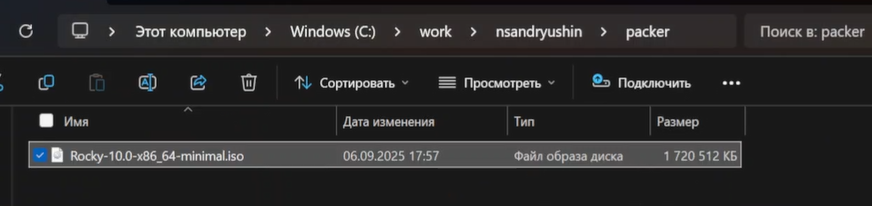 Этот компьютер > Windows (C:) > work > nsandryushin > packer Поиск в: packer
Сортировать Просмотреть Подключить •••
Имя Дата изменения Тип Размер
Rocky-10.0-x86_64-minimal.iso 06.09.2025 17:57 Файл образа диска 1 720 512 КБ